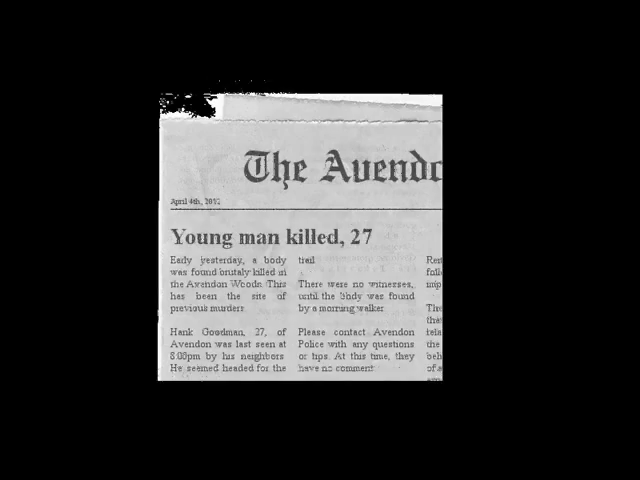 The Avendo
April 4th, 2012
Young man killed, 27
Early yesterday, a body
was found brutaly killed in
the Avendon Woods. This
has been the site of
previous murders.
Hank Goodman, 27, of
Avendon was last seen at
8:08pm by his neighbors.
He seemed headed for the
trail.
There were no witnesses,
until the body was found
by a morning walker.
Please contact Avendon
Police with any questions
or tips. At this time, they
have no comment.